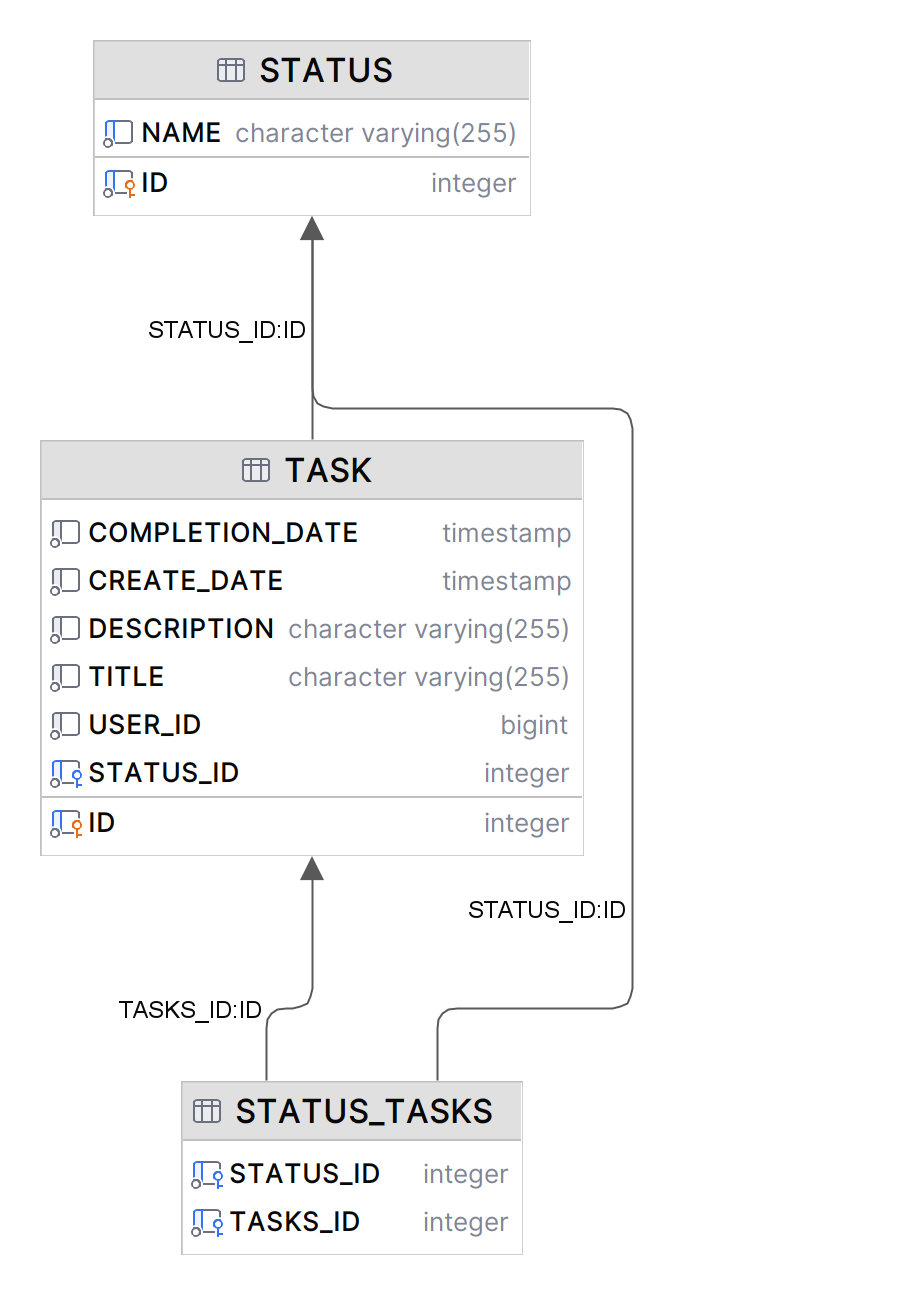 STATUS
NAME character varying(255)
ID integer
STATUS_ID:ID
TASK
COMPLETION_DATE timestamp
CREATE_DATE timestamp
DESCRIPTION character varying(255)
TITLE character varying(255)
USER_ID bigint
STATUS_ID integer
ID integer
STATUS_ID:ID
TASKS_ID:ID
STATUS_TASKS
STATUS_ID integer
TASKS_ID integer